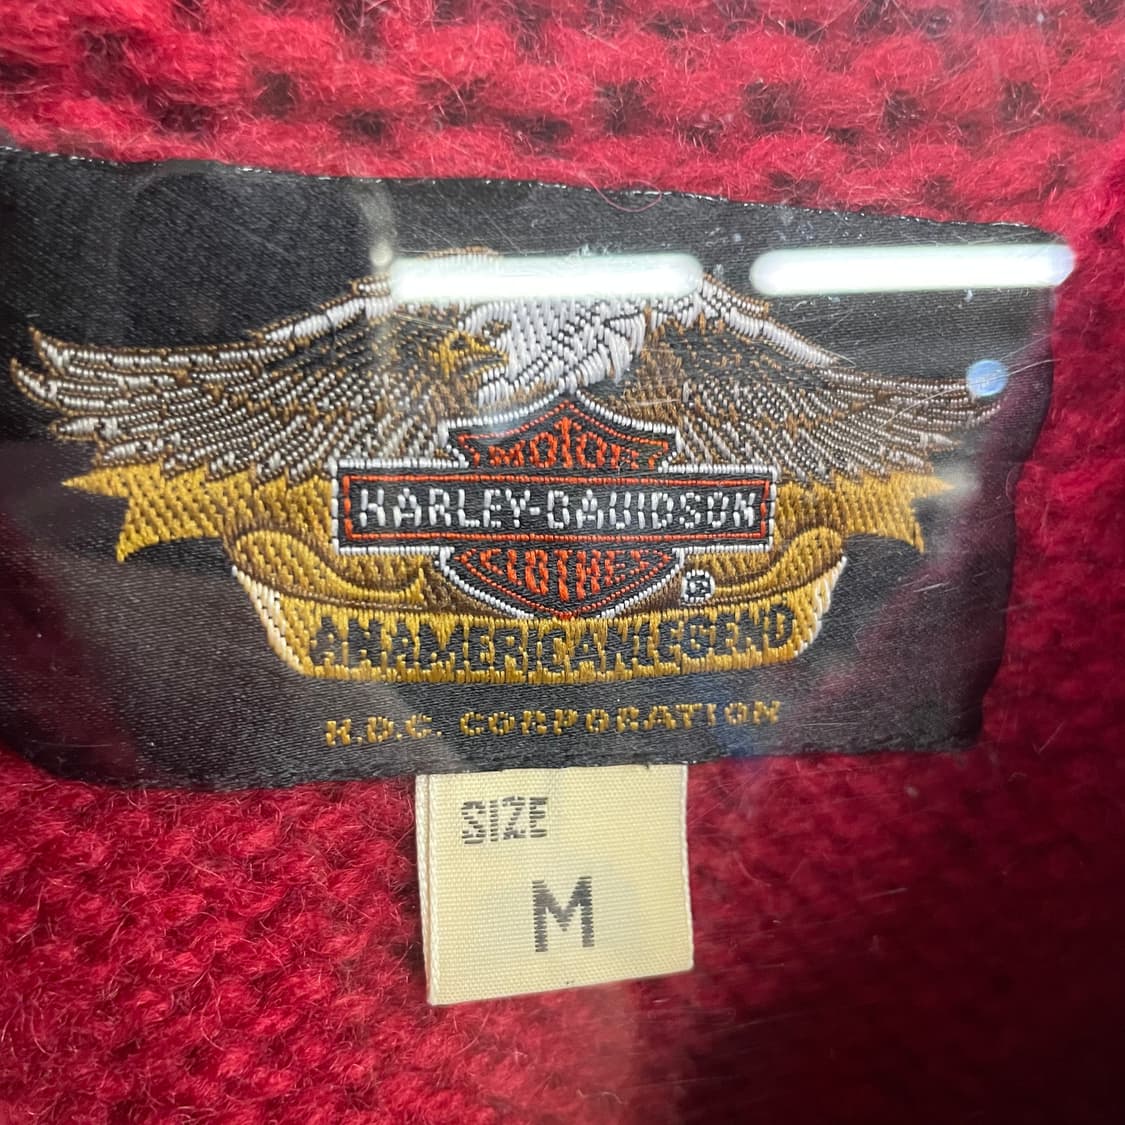 MOTOR
HARLEY-DAVIDSON
CLOTHES
®
AN AMERICAN LEGEND
H.D.C. CORPORATION
SIZE
M